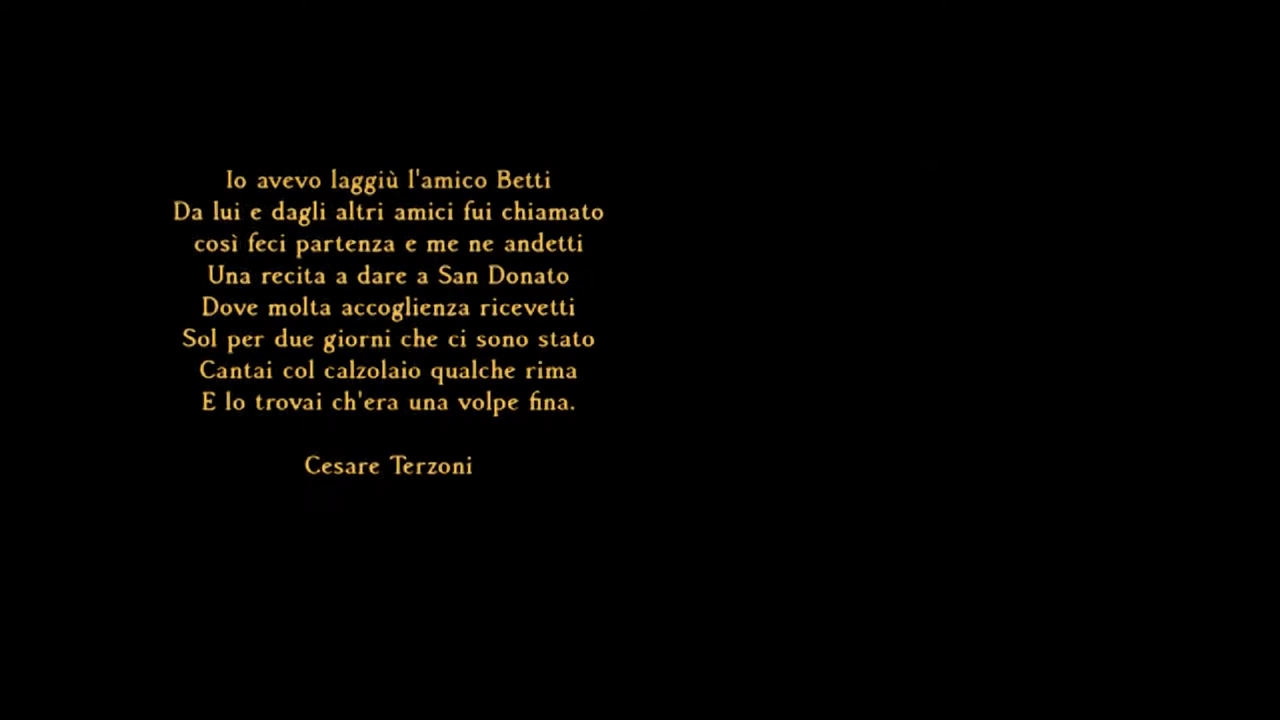 Io avevo laggiù l'amico Betti
Da lui e dagli altri amici fui chiamato
così feci partenza e me ne andetti
Una recita a dare a San Donato
Dove molta accoglienza ricevetti
Sol per due giorni che ci sono stato
Cantai col calzolaio qualche rima
E lo trovai ch'era una volpe fina.
Cesare Terzoni